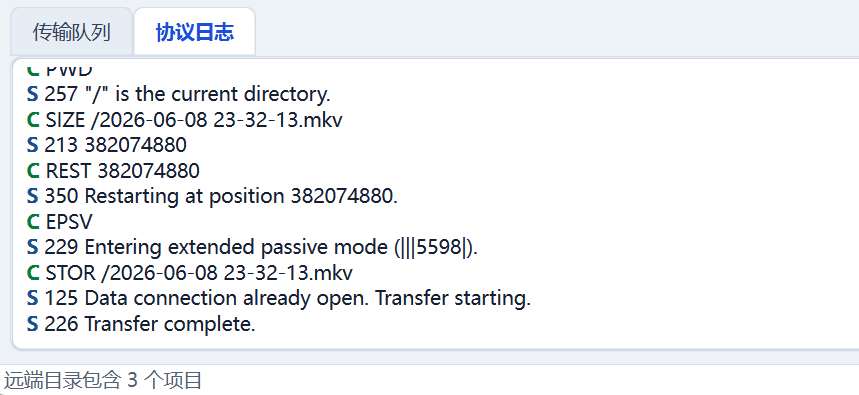 传输队列 协议日志
C PWD
S 257 "/" is the current directory.
C SIZE /2026-06-08 23-32-13.mkv
S 213 382074880
C REST 382074880
S 350 Restarting at position 382074880.
C EPSV
S 229 Entering extended passive mode (|||5598|).
C STOR /2026-06-08 23-32-13.mkv
S 125 Data connection already open. Transfer starting.
S 226 Transfer complete.
远端目录包含 3 个项目